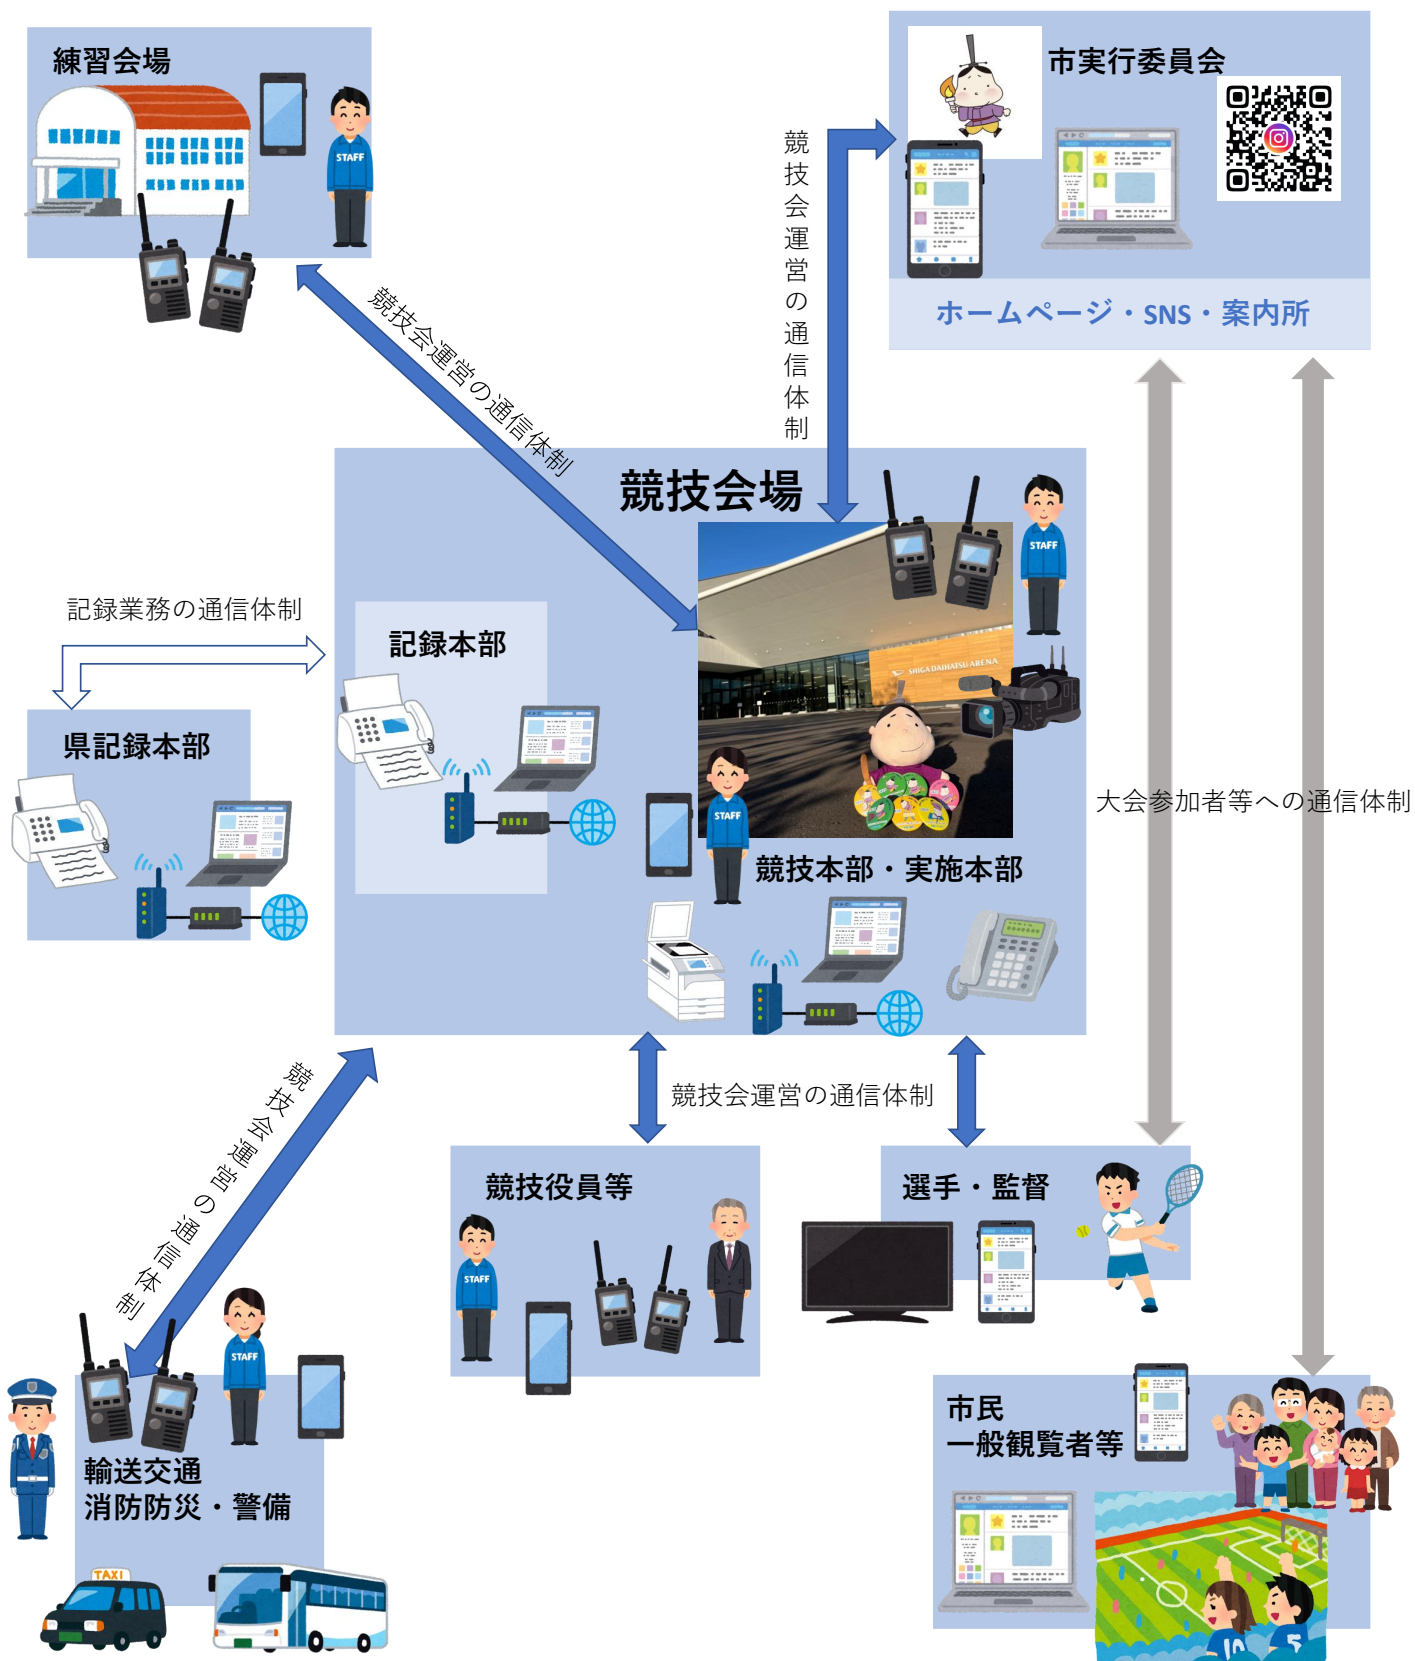 練習会場
STAFF
市実行委員会
ホームページ・SNS・案内所
競技会運営の通信体制
競技会運営の通信体制
競技会場
STAFF
SHIGA DAIHATSU ARENA
記録業務の通信体制
記録本部
県記録本部
STAFF
競技本部・実施本部
大会参加者等への通信体制
競技会運営の通信体制
競技会運営の通信体制
競技役員等
STAFF
選手・監督
STAFF
輸送交通
消防防災・警備
TAXI
市民
一般観覧者等
10
5